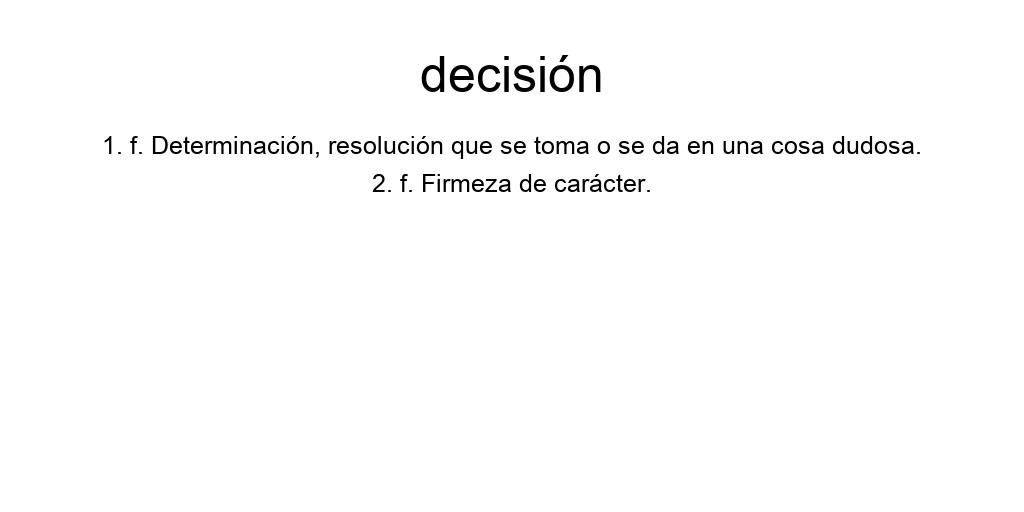 decisión
1. f. Determinación, resolución que se toma o se da en una cosa dudosa.
2. f. Firmeza de carácter.